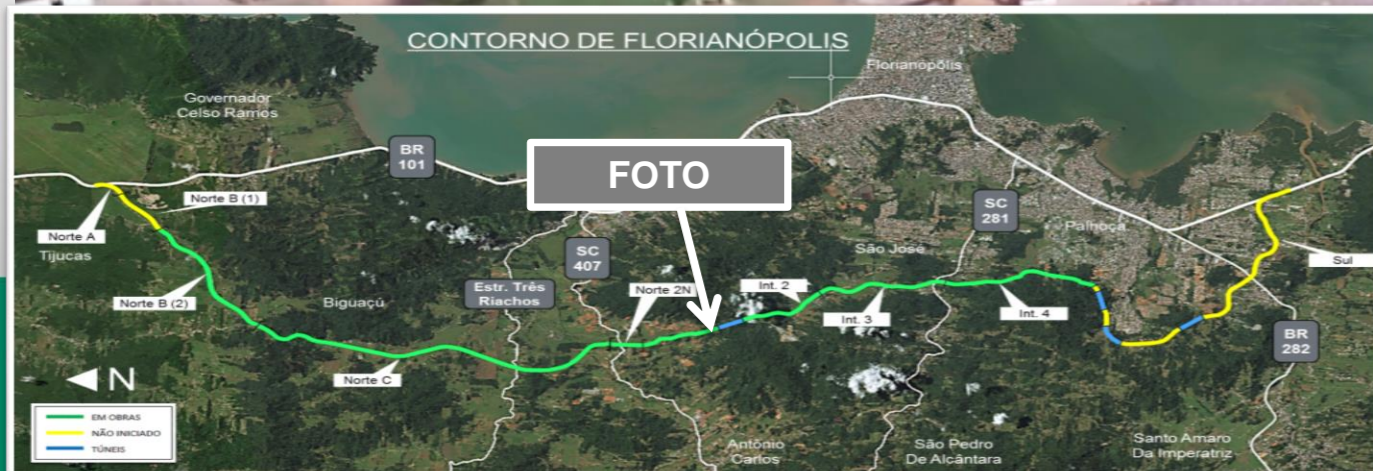 CONTORNO DE FLORIANÓPOLIS
Florianópolis
Governador
Celso Ramos
BR
101
FOTO
Norte B (1)
SC
281
Norte A
Tijucas
Palhoça
São José
SC
407
Sul
Estr. Três
Riachos
Norte 2N
Int. 2
Norte B (2)
Biguaçú
Int. 3
Int. 4
BR
282
N
Norte C
EM OBRAS
NÃO INICIADO
TÚNEIS
Antônio
Carlos
São Pedro
De Alcântara
Santo Amaro
Da Imperatriz